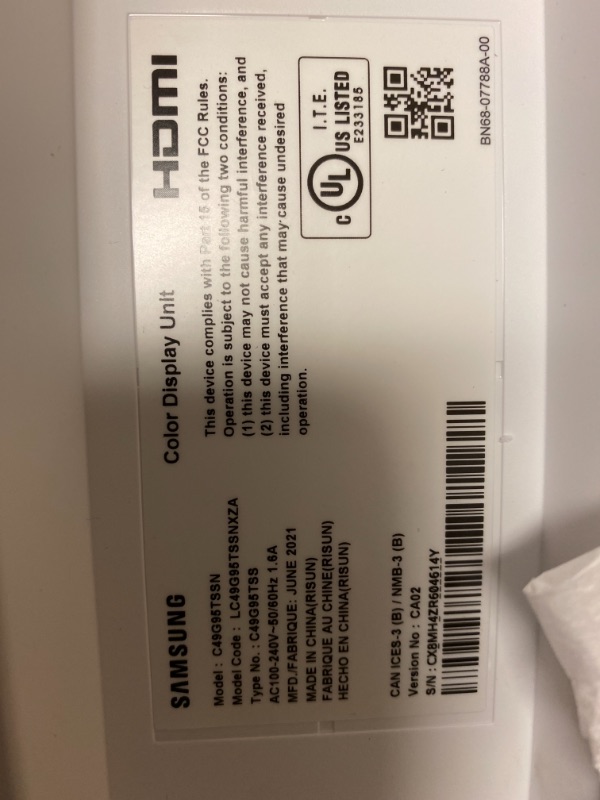 SAMSUNG
Model : C49G95TSSN
Model Code : LC49G95TSSNXZA
Type No. : C49G95TSS
AC100-240V~50/60Hz 1.6A
MFD./FABRIQUE: JUNE 2021
MADE IN CHINA(RISUN)
FABRIQUE AU CHINE(RISUN)
HECHO EN CHINA(RISUN)
CAN ICES-3 (B) / NMB-3 (B)
Version No : CA02
S/N : CX8MH4ZR604614Y
Color Display Unit
HDMI
This device complies with Part 15 of the FCC Rules.
Operation is subject to the following two conditions:
(1) this device may not cause harmful interference, and
(2) this device must accept any interference received,
including interference that may cause undesired
operation.
C UL US LISTED
I.T.E.
E233185
BN68-07788A-00